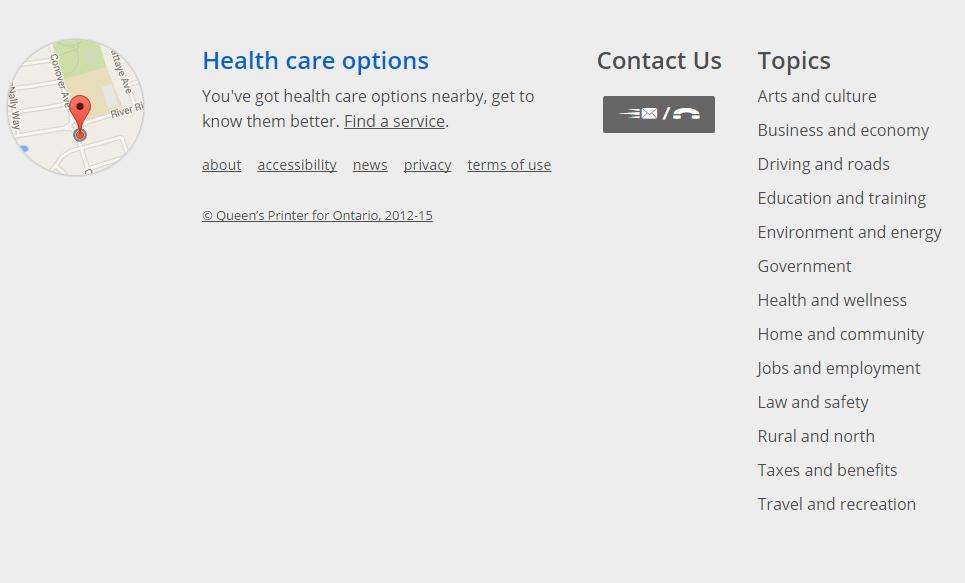 Conover Ave
Nally Way
River
Health care options
You've got health care options nearby, get to
know them better. Find a service.
about accessibility news privacy terms of use
© Queen's Printer for Ontario, 2012-15
Contact Us
/
Topics
Arts and culture
Business and economy
Driving and roads
Education and training
Environment and energy
Government
Health and wellness
Home and community
Jobs and employment
Law and safety
Rural and north
Taxes and benefits
Travel and recreation